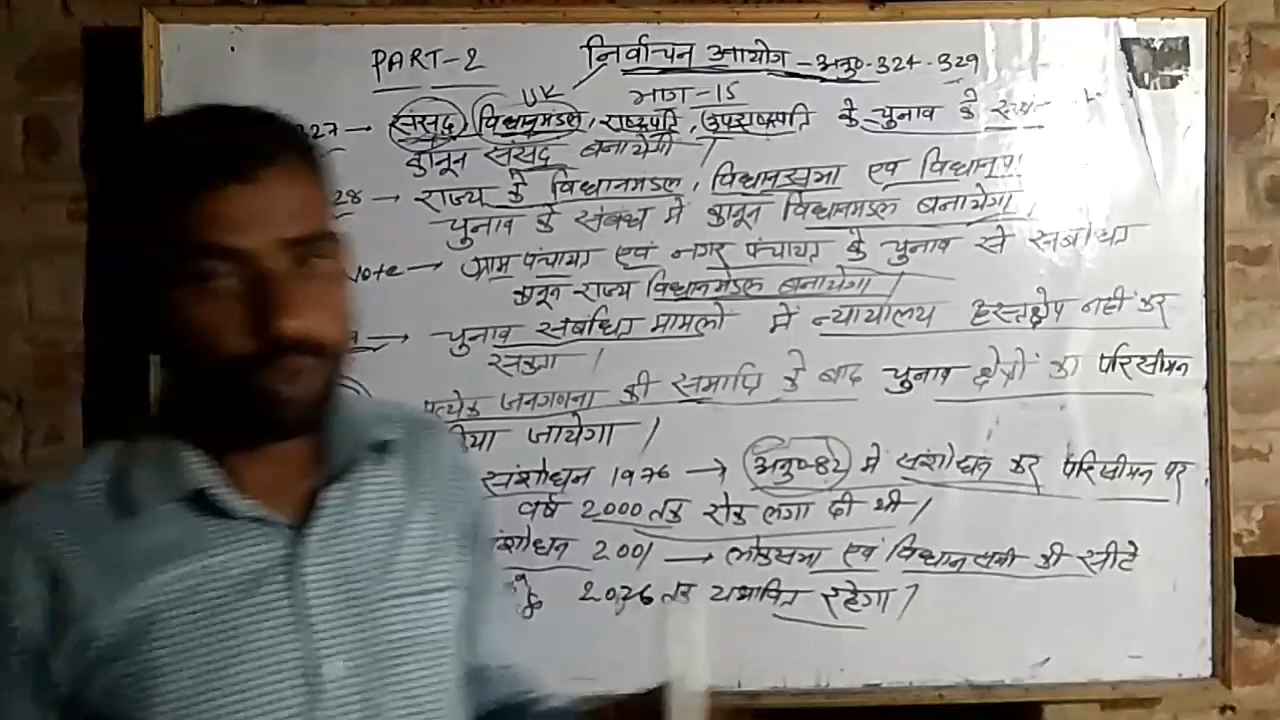 PART-2 निर्वाचन आयोग - अनु०-324-329
UK भाग-15
327 → संसद, विधानमंडल, राष्ट्रपति, उपराष्ट्रपति के चुनाव के
कानून संसद बनायेगी।
28 → राज्य के विधानमंडल, विधानसभा एवं
चुनाव के संबंध में कानून विधानमंडल बनायेगा।
Note → ग्राम पंचायत एवं नगर पंचायत के चुनाव से संबंधित
कानून राज्य विधानमंडल बनायेगा।
→ चुनाव संबंधित मामलों में न्यायालय हस्तक्षेप नहीं कर
सकता।
प्रत्येक जनगणना की समाप्ति के बाद चुनाव क्षेत्रों का परिसीमन
जायेगा।
संशोधन 1976 → अनु०-82 में संशोधन कर परिसीमन पर
वर्ष 2000 तक रोक लगा दी थी।
संशोधन 2001 → लोकसभा एवं विधानसभा की सीटे
2026 तक यथावित रहेगा।